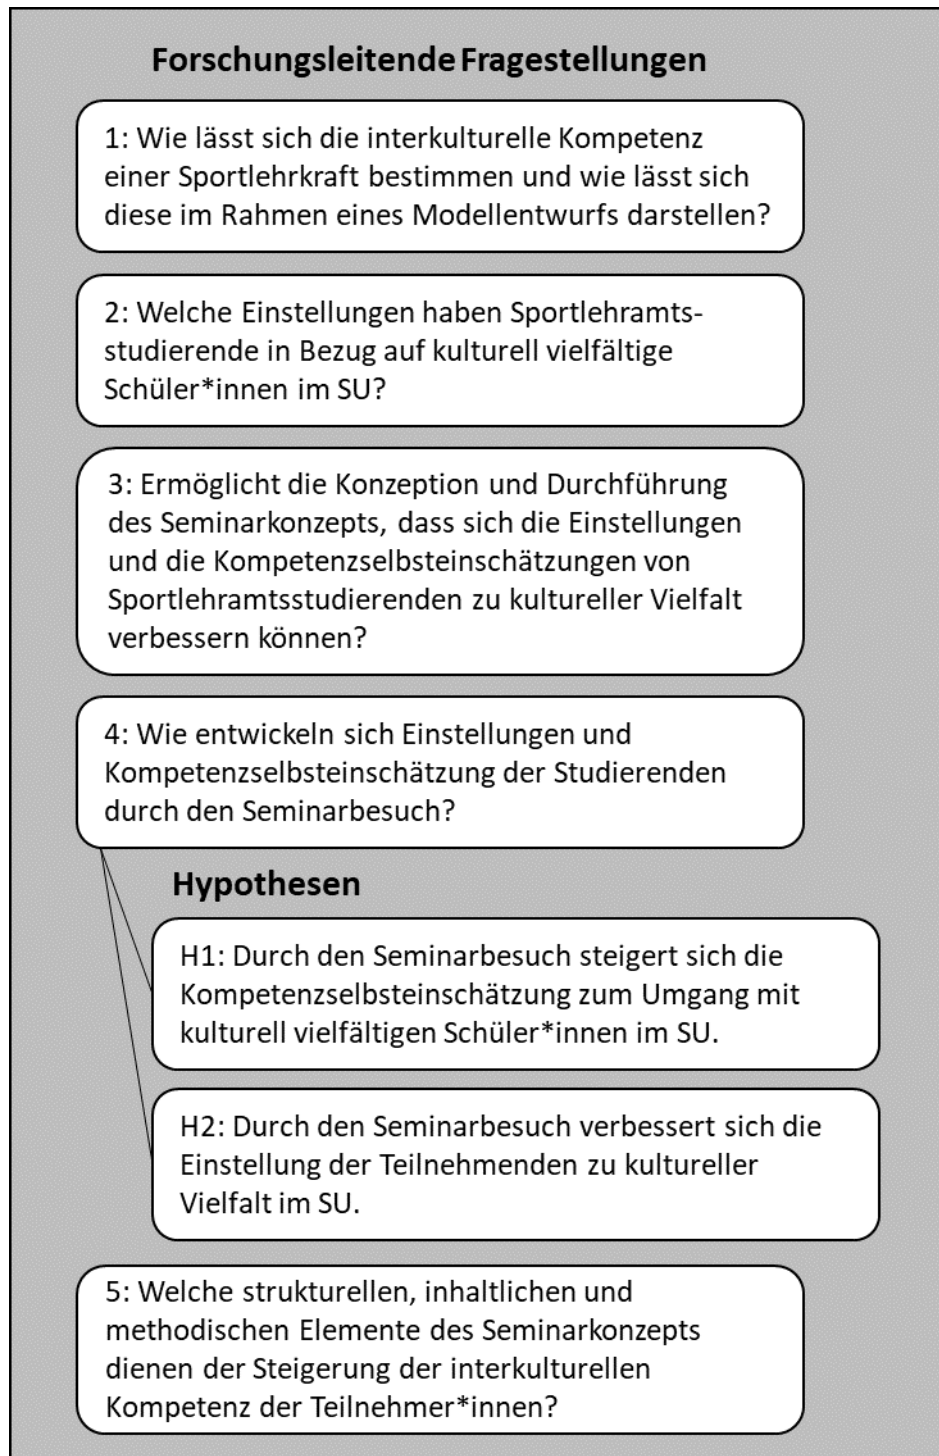 Forschungsleitende Fragestellungen
1: Wie lässt sich die interkulturelle Kompetenz
einer Sportlehrkraft bestimmen und wie lässt sich
diese im Rahmen eines Modellentwurfs darstellen?
2: Welche Einstellungen haben Sportlehramts-
studierende in Bezug auf kulturell vielfältige
Schüler*innen im SU?
3: Ermöglicht die Konzeption und Durchführung
des Seminarkonzepts, dass sich die Einstellungen
und die Kompetenzselbsteinschätzungen von
Sportlehramtsstudierenden zu kultureller Vielfalt
verbessern können?
4: Wie entwickeln sich Einstellungen und
Kompetenzselbsteinschätzung der Studierenden
durch den Seminarbesuch?
Hypothesen
H1: Durch den Seminarbesuch steigert sich die
Kompetenzselbsteinschätzung zum Umgang mit
kulturell vielfältigen Schüler*innen im SU.
H2: Durch den Seminarbesuch verbessert sich die
Einstellung der Teilnehmenden zu kultureller
Vielfalt im SU.
5: Welche strukturellen, inhaltlichen und
methodischen Elemente des Seminarkonzepts
dienen der Steigerung der interkulturellen
Kompetenz der Teilnehmer*innen?